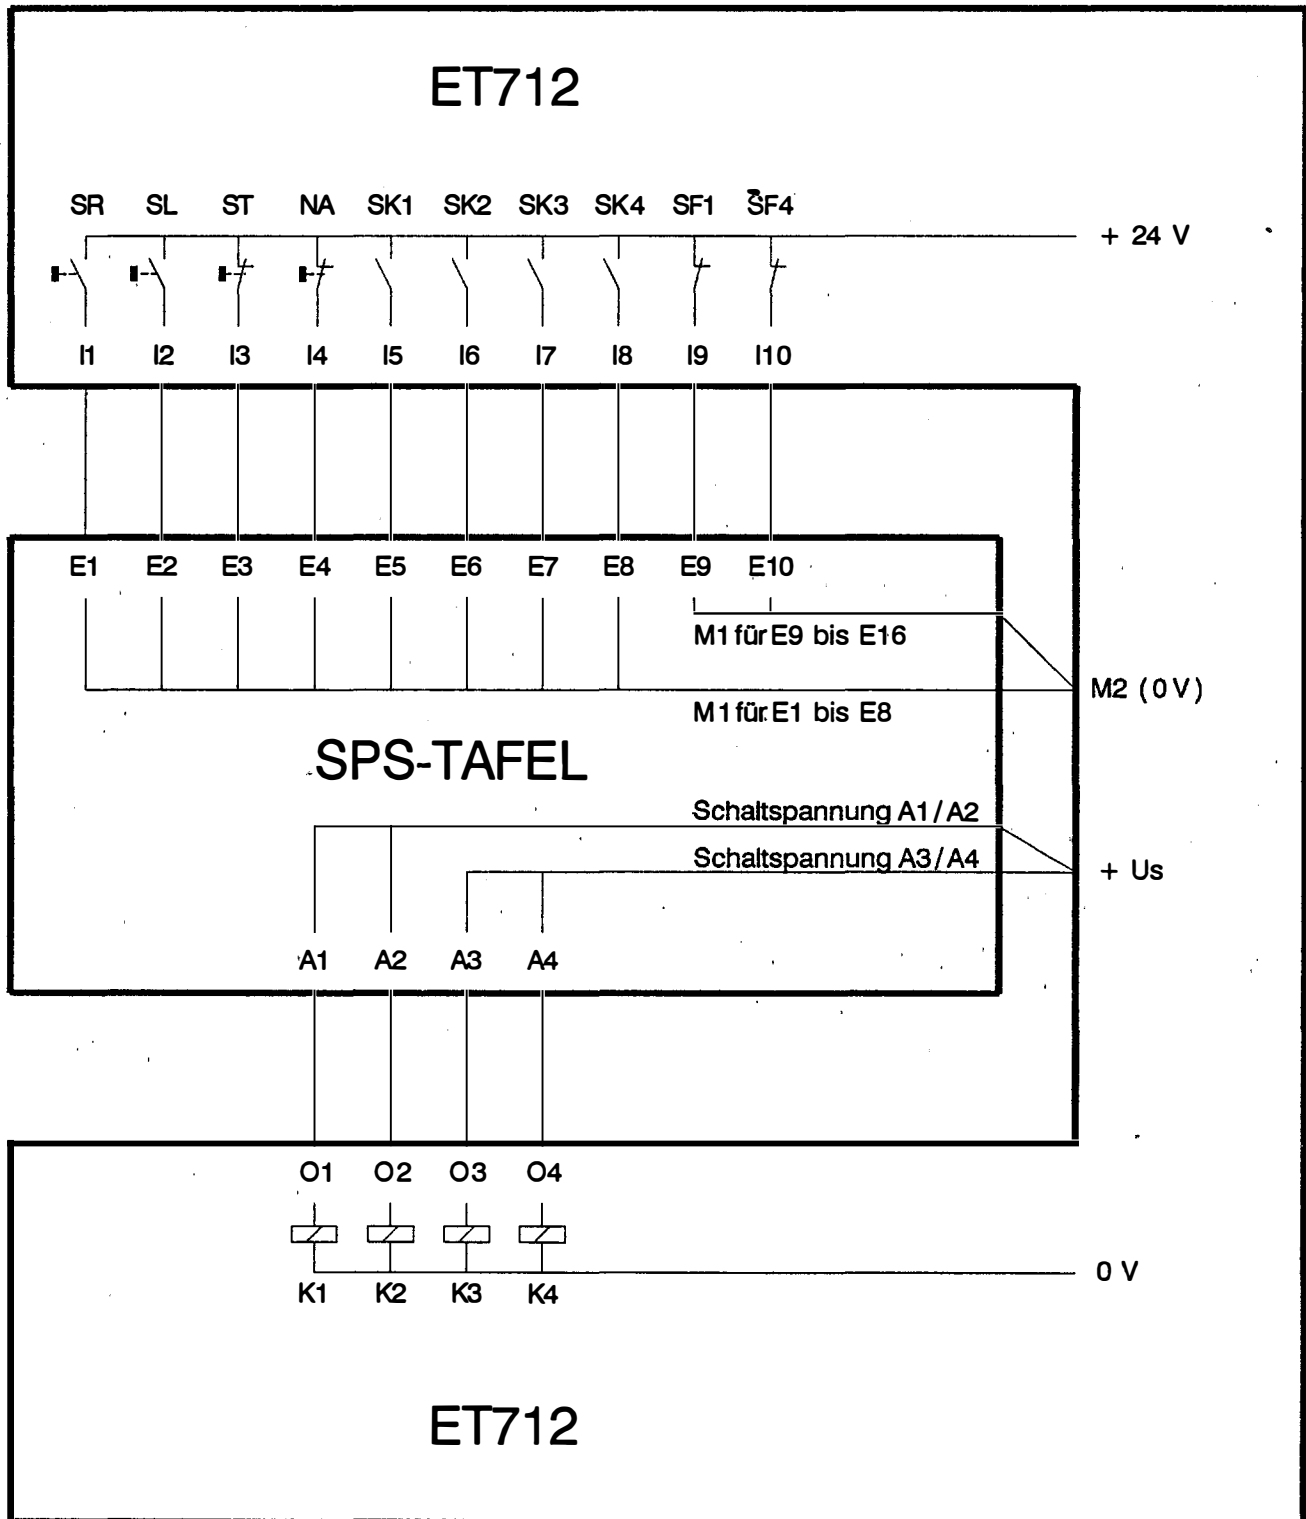 ET712
SR SL ST NA SK1 SK2 SK3 SK4 SF1 SF4
+ 24 V
I1 I2 I3 I4 I5 I6 I7 I8 I9 I10
E1 E2 E3 E4 E5 E6 E7 E8 E9 E10
M1 für E9 bis E16
M2 (0V)
M1 für E1 bis E8
SPS-TAFEL
Schaltspannung A1/A2
Schaltspannung A3/A4
+ Us
A1 A2 A3 A4
O1 O2 O3 O4
0 V
K1 K2 K3 K4
ET712